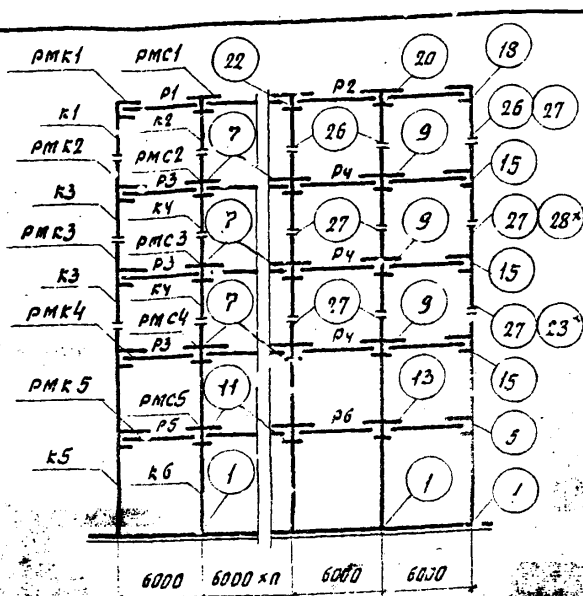 РМК1 РМС1 22 20 18
Р1 Р2
К1 К2 7 26 9 26 27
РМК2 РМС2 15
Р3 Р4
К3 К4 7 27 9 27 28х
РМК3 РМС3 15
Р3 Р4
К3 К4 7 27 9 27 23х
РМК4 РМС4 15
Р3 Р4
РМК5 РМС5 11 13 5
Р5 Р6
К5 К6 1 1 1
6000 6000 хп 6000 6000